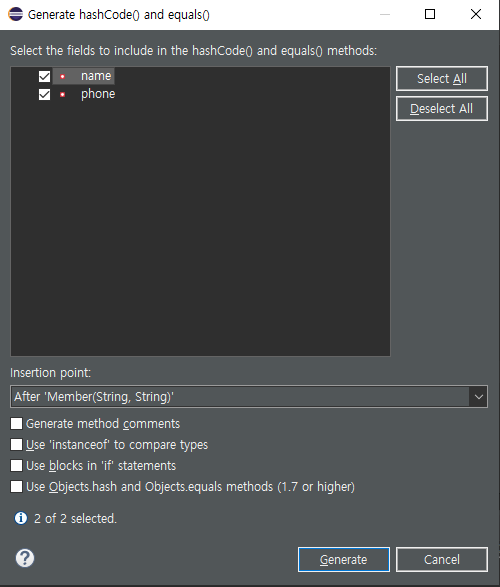 Generate hashCode() and equals()
Select the fields to include in the hashCode() and equals() methods:
name
phone
Select All
Deselect All
Insertion point:
After 'Member(String, String)'
Generate method comments
Use 'instanceof' to compare types
Use blocks in 'if' statements
Use Objects.hash and Objects.equals methods (1.7 or higher)
2 of 2 selected.
Generate
Cancel